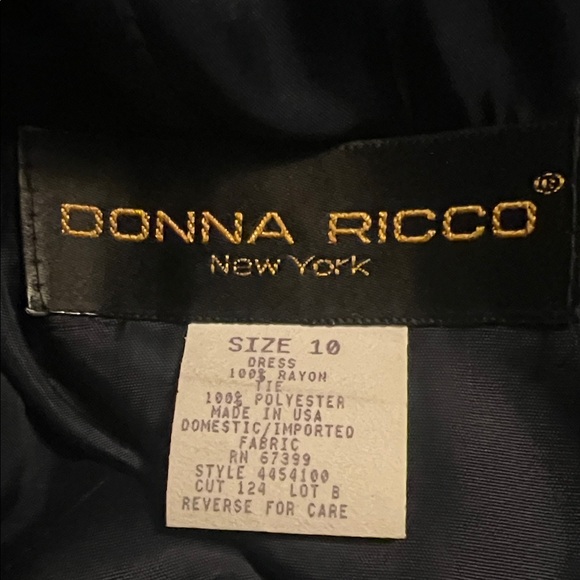 DONNA RICCO®
New York
SIZE 10
DRESS
100% RAYON
TIE
100% POLYESTER
MADE IN USA
DOMESTIC/IMPORTED
FABRIC
RN 67399
STYLE 4454100
CUT 124 LOT B
REVERSE FOR CARE